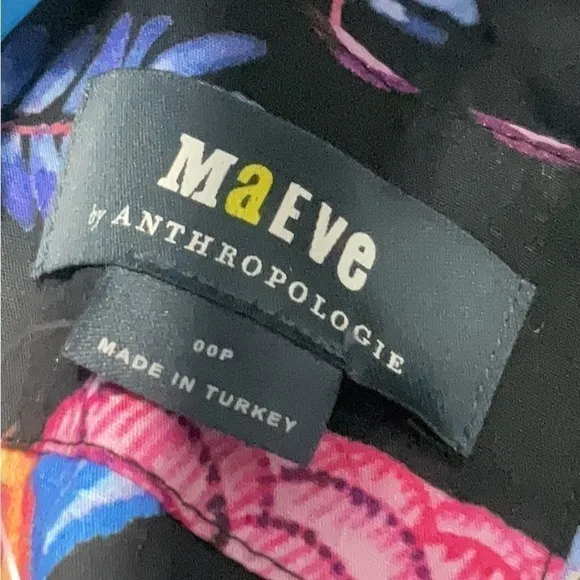 MaEVe
by ANTHROPOLOGIE
00P
MADE IN TURKEY